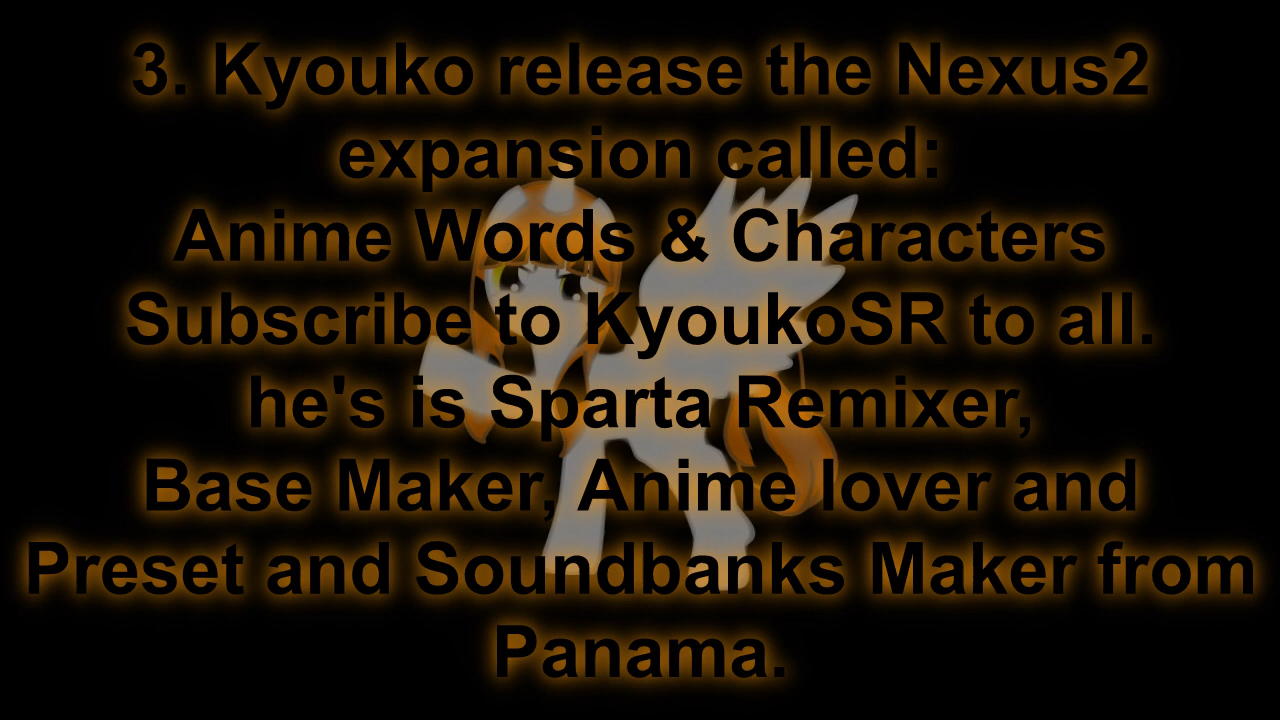 3. Kyouko release the Nexus2
expansion called:
Anime Words & Characters
Subscribe to KyoukoSR to all.
he's is Sparta Remixer,
Base Maker, Anime lover and
Preset and Soundbanks Maker from
Panama.